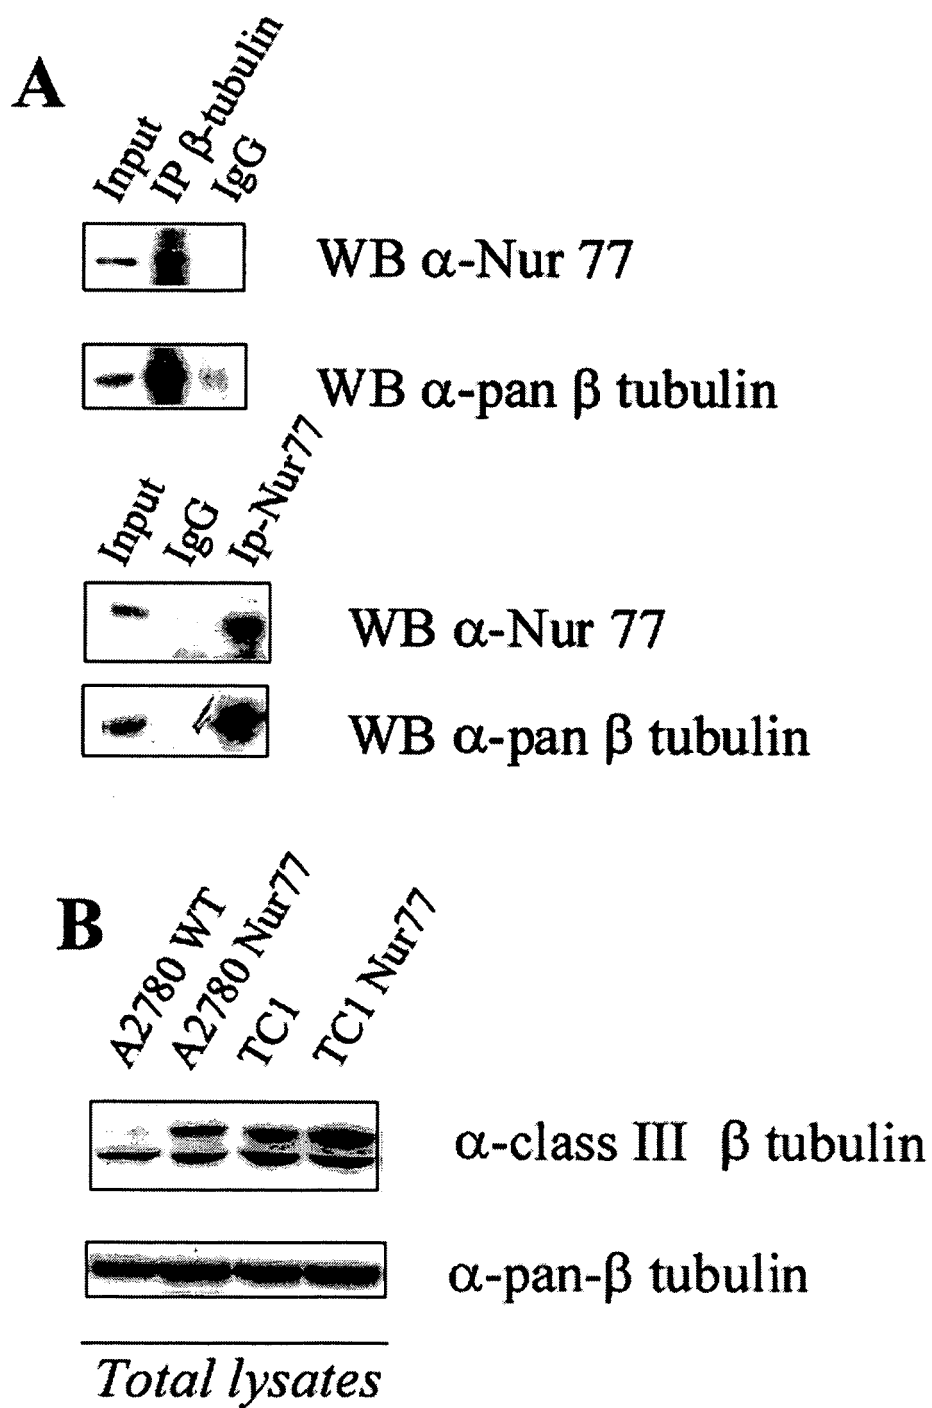 A
Input
IP β-tubulin
IgG
WB α-Nur 77
WB α-pan β tubulin
Input
IgG
Ip-Nur77
WB α-Nur 77
WB α-pan β tubulin
B
A2780 WT
A2780 Nur77
TC1
TC1 Nur77
α-class III β tubulin
α-pan-β tubulin
Total lysates